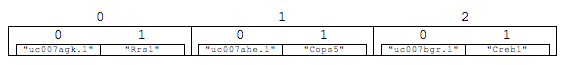 0 1 2
0 1 0 1 0 1
"uc007agk.1" "Rrs1" "uc007ahe.1" "Cops5" "uc007bgr.1" "Creb1"